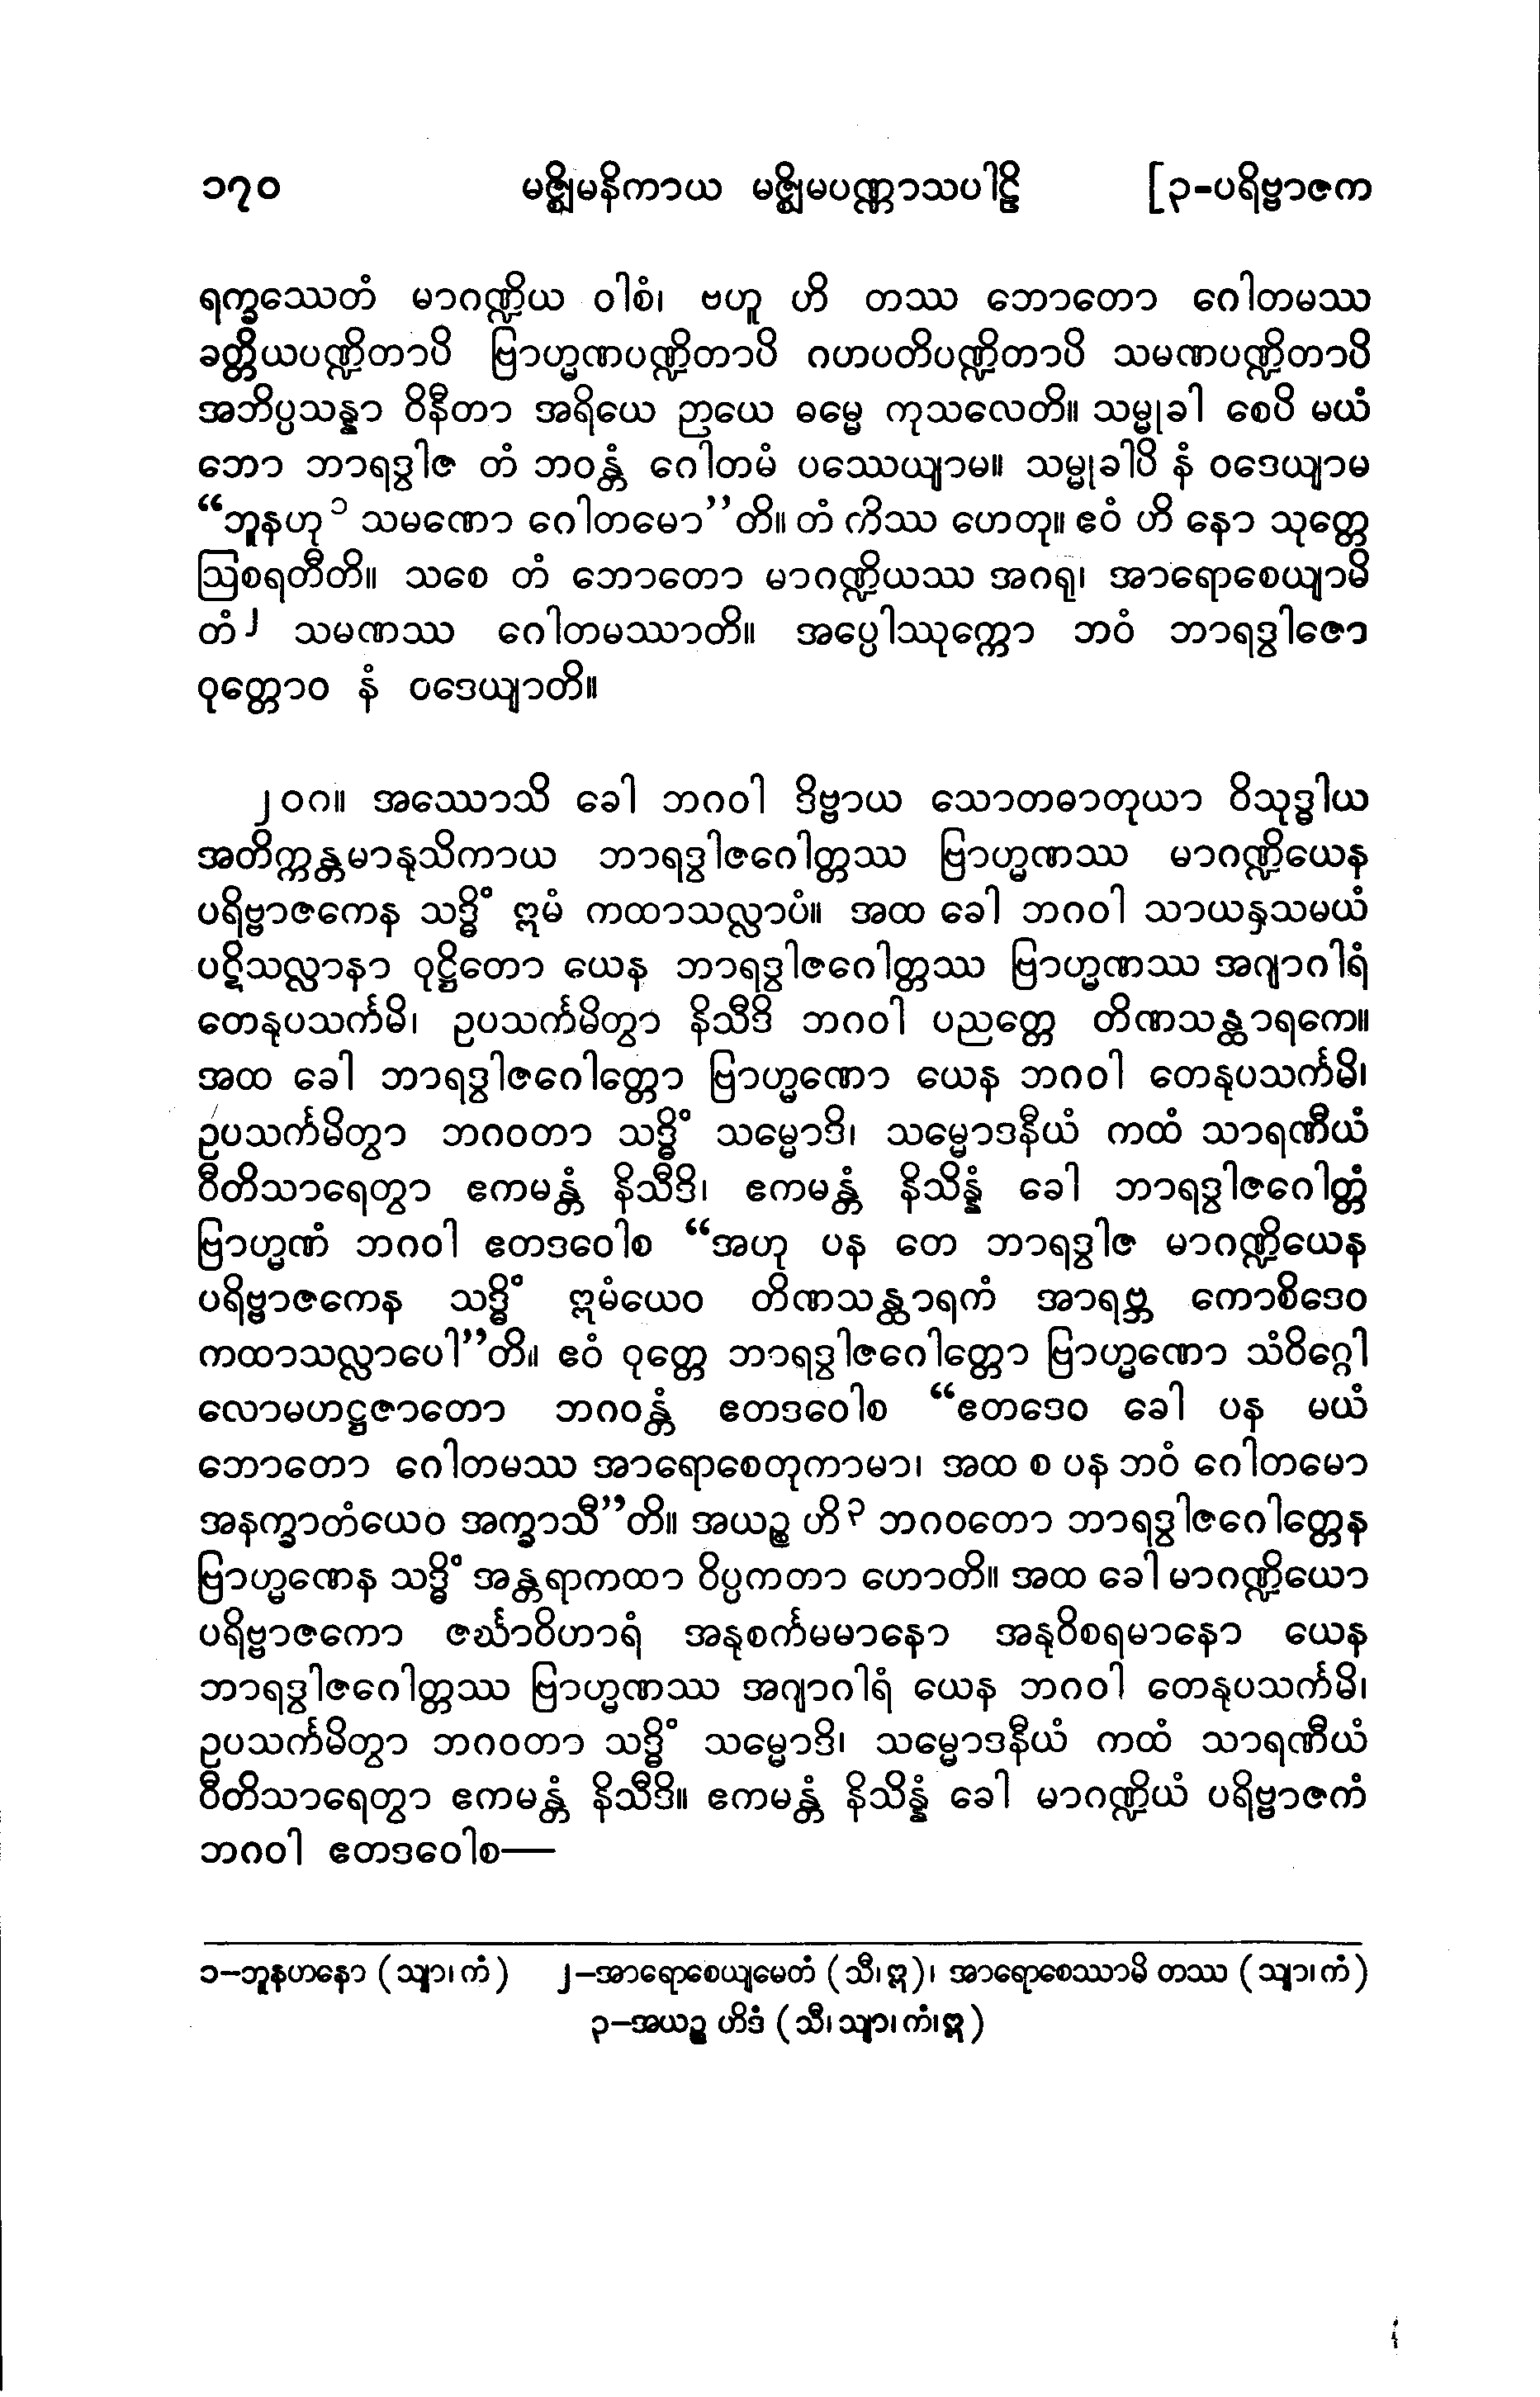 ၁၇၀ မဇ္ဈိမနိကာယ မဇ္ဈိမပဏ္ဏာသပါဠိ [၃-ပရိဗ္ဗာဇက
ရက္ခဿေတံ မာဂဏ္ဍိယ ဝါစံ၊ ဗဟူ ဟိ တဿ ဘောတော ဂေါတမဿ
ခတ္တိယပဏ္ဍိတာပိ ဗြာဟ္မဏပဏ္ဍိတာပိ ဂဟပတိပဏ္ဍိတာပိ သမဏပဏ္ဍိတာပိ
အဘိပ္ပသန္နာ ဝိနီတာ အရိယေ ဉာယေ ဓမ္မေ ကုသလေတိ။ သမ္မုခါ စေပိ မယံ
ဘော ဘာရဒွါဇ တံ ဘဝန္တံ ဂေါတမံ ပဿေယျာမ။ သမ္မုခါပိ နံ ဝဒေယျာမ
“ဘူနဟု ၁ သမဏော ဂေါတမော”တိ။ တံ ကိဿ ဟေတု။ ဧဝံ ဟိ နော သုတ္တေ
ဩစရတီတိ။ သစေ တံ ဘောတော မာဂဏ္ဍိယဿ အဂရု၊ အာရောစေယျာမိ
တံ၂ သမဏဿ ဂေါတမဿာတိ။ အပ္ပေါဿုက္ကော ဘဝံ ဘာရဒွါဇော
ဝုတ္တောဝ နံ ဝဒေယျာတိ။
၂၀၈။ အဿောသိ ခေါ ဘဂဝါ ဒိဗ္ဗာယ သောတဓာတုယာ ဝိသုဒ္ဓါယ
အတိက္ကန္တမာနုသိကာယ ဘာရဒွါဇဂေါတ္တဿ ဗြာဟ္မဏဿ မာဂဏ္ဍိယေန
ပရိဗ္ဗာဇကေန သဒ္ဓိံ ဣမံ ကထာသလ္လာပံ။ အထ ခေါ ဘဂဝါ သာယနှသမယံ
ပဋိသလ္လာနာ ဝုဋ္ဌိတော ယေန ဘာရဒွါဇဂေါတ္တဿ ဗြာဟ္မဏဿ အဂျာဂါရံ
တေနုပသင်္ကမိ၊ ဥပသင်္ကမိတွာ နိသီဒိ ဘဂဝါ ပညတ္တေ တိဏသန္ထာရကေ။
အထ ခေါ ဘာရဒွါဇဂေါတ္တော ဗြာဟ္မဏော ယေန ဘဂဝါ တေနုပသင်္ကမိ၊
ဥပသင်္ကမိတွာ ဘဂဝတာ သဒ္ဓိံ သမ္မောဒိ၊ သမ္မောဒနီယံ ကထံ သာရဏီယံ
ဝီတိသာရေတွာ ဧကမန္တံ နိသီဒိ၊ ဧကမန္တံ နိသိန္နံ ခေါ ဘာရဒွါဇဂေါတ္တံ
ဗြာဟ္မဏံ ဘဂဝါ ဧတဒဝေါစ “အဟု ပန တေ ဘာရဒွါဇ မာဂဏ္ဍိယေန
ပရိဗ္ဗာဇကေန သဒ္ဓိံ ဣမံယေဝ တိဏသန္ထာရကံ အာရဗ္ဘ ကောစိဒေဝ
ကထာသလ္လာပေါ”တိ။ ဧဝံ ဝုတ္တေ ဘာရဒွါဇဂေါတ္တော ဗြာဟ္မဏော သံဝိဂ္ဂေါ
လောမဟဋ္ဌဇာတော ဘဂဝန္တံ ဧတဒဝေါစ “ဧတဒေဝ ခေါ ပန မယံ
ဘောတော ဂေါတမဿ အာရောစေတုကာမာ၊ အထ စ ပန ဘဝံ ဂေါတမော
အနက္ခာတံယေဝ အက္ခာသီ”တိ။ အယဉ္စ ဟိ ၃ ဘဂဝတော ဘာရဒွါဇဂေါတ္တေန
ဗြာဟ္မဏေန သဒ္ဓိံ အန္တရာကထာ ဝိပ္ပကတာ ဟောတိ။ အထ ခေါ မာဂဏ္ဍိယော
ပရိဗ္ဗာဇကော ဇင်္ဃာဝိဟာရံ အနုစင်္ကမမာနော အနုဝိစရမာနော ယေန
ဘာရဒွါဇဂေါတ္တဿ ဗြာဟ္မဏဿ အဂျာဂါရံ ယေန ဘဂဝါ တေနုပသင်္ကမိ၊
ဥပသင်္ကမိတွာ ဘဂဝတာ သဒ္ဓိံ သမ္မောဒိ၊ သမ္မောဒနီယံ ကထံ သာရဏီယံ
ဝီတိသာရေတွာ ဧကမန္တံ နိသီဒိ။ ဧကမန္တံ နိသိန္နံ ခေါ မာဂဏ္ဍိယံ ပရိဗ္ဗာဇကံ
ဘဂဝါ ဧတဒဝေါစ—
၁–ဘူနဟနော (သျာ၊ ကံ) ၂–အာရောစေယျမေတံ (သီ၊ ဣ)၊ အာရောစေဿာမိ တဿ (သျာ၊ ကံ)
၃–အယဉ္စ ဟိဒံ (သီ၊ သျာ၊ ကံ၊ ဣ)